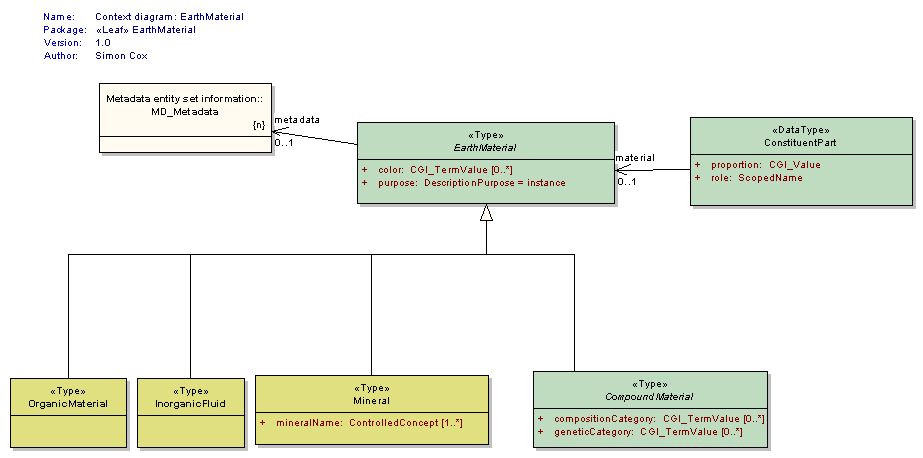 Name: Context diagram: EarthMaterial
Package: «Leaf» EarthMaterial
Version: 1.0
Author: Simon Cox
Metadata entity set information::
MD_Metadata
{n}
metadata
0..1
«Type»
EarthMaterial
+ color: CGI_TermValue [0..*]
+ purpose: DescriptionPurpose = instance
material
0..1
«DataType»
ConstituentPart
+ proportion: CGI_Value
+ role: ScopedName
«Type»
OrganicMaterial
«Type»
InorganicFluid
«Type»
Mineral
+ mineralName: ControlledConcept [1..*]
«Type»
CompoundMaterial
+ compositionCategory: CGI_TermValue [0..*]
+ geneticCategory: CGI_TermValue [0..*]